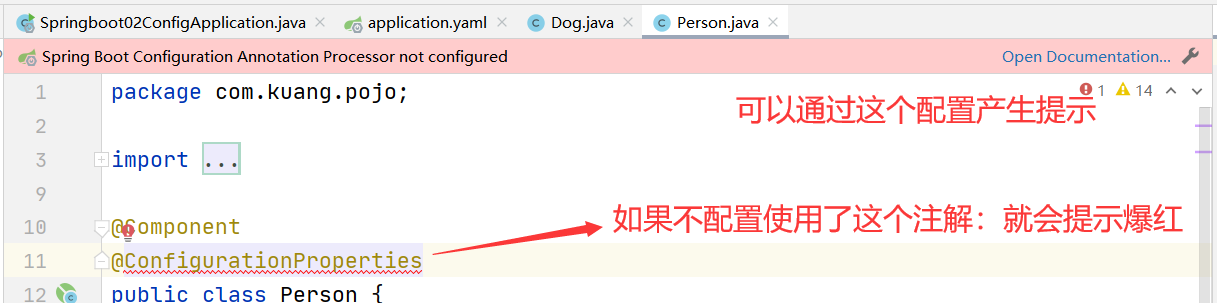 Springboot02ConfigApplication.java application.yaml Dog.java Person.java
Spring Boot Configuration Annotation Processor not configured Open Documentation...
1 package com.kuang.pojo; 1 14
可以通过这个配置产生提示
2
3 import ...
9
如果不配置使用了这个注解：就会提示爆红
10 @Component
11 @ConfigurationProperties
12 public class Person {